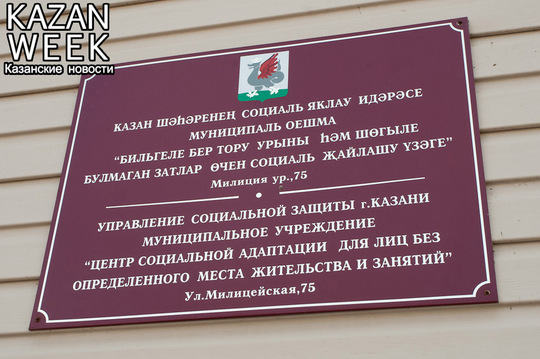 KAZAN
WEEK
Казанские новости
КАЗАН ШӘҺӘРЕНЕҢ СОЦИАЛЬ ЯКЛАУ ИДӘРӘСЕ
МУНИЦИПАЛЬ ОЕШМА
"БИЛЬГЕЛЕ БЕР ТОРУ УРЫНЫ ҺӘМ ШӨГЫЛЕ
БУЛМАГАН ЗАТЛАР ӨЧЕН СОЦИАЛЬ ҖАЙЛАШУ ҮЗӘГЕ"
Милиция ур.,75
УПРАВЛЕНИЕ СОЦИАЛЬНОЙ ЗАЩИТЫ г.КАЗАНИ
МУНИЦИПАЛЬНОЕ УЧРЕЖДЕНИЕ
"ЦЕНТР СОЦИАЛЬНОЙ АДАПТАЦИИ ДЛЯ ЛИЦ БЕЗ
ОПРЕДЕЛЕННОГО МЕСТА ЖИТЕЛЬСТВА И ЗАНЯТИЙ"
Ул.Милицейская,75